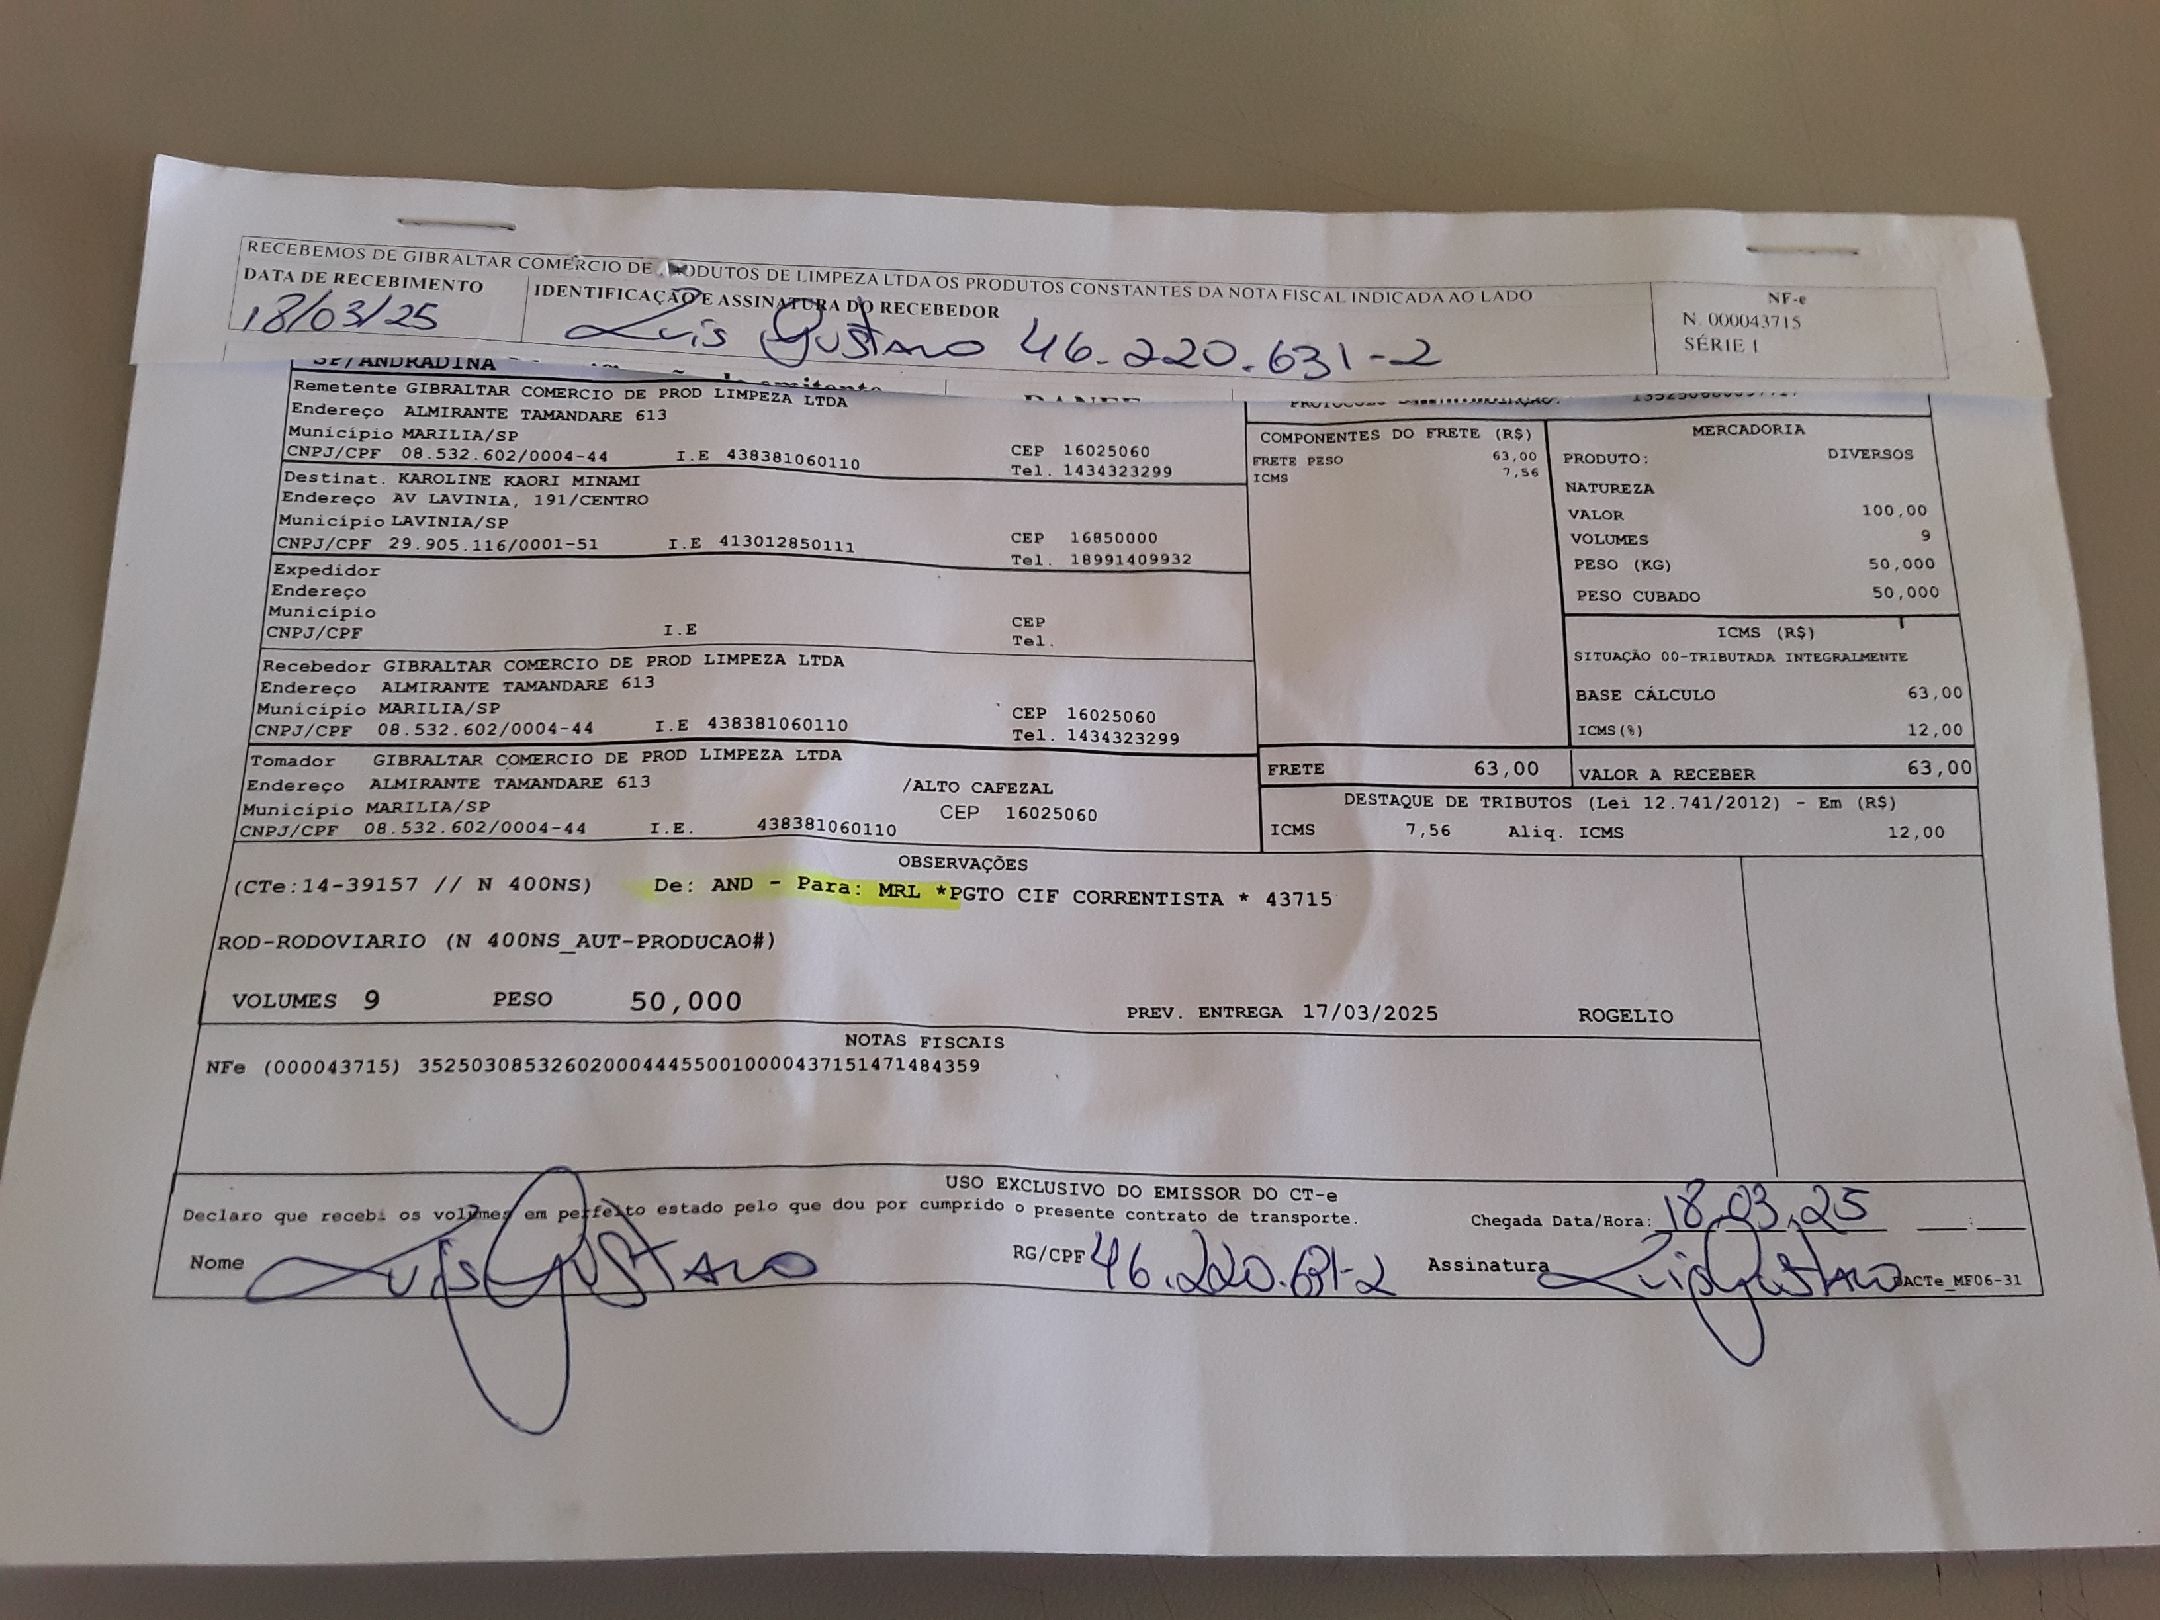 RECEBEMOS DE GIBRALTAR COMÉRCIO DE PRODUTOS DE LIMPEZA LTDA OS PRODUTOS CONSTANTES DA NOTA FISCAL INDICADA AO LADO
DATA DE RECEBIMENTO
18/03/25
IDENTIFICAÇÃO E ASSINATURA DO RECEBEDOR
Luis Gustavo 46.220.631-2
NF-e
N. 000043715
SÉRIE 1
SP/ANDRADINA
Remetente GIBRALTAR COMERCIO DE PROD LIMPEZA LTDA
Endereço ALMIRANTE TAMANDARE 613
Município MARILIA/SP
CEP 16025060
CNPJ/CPF 08.532.602/0004-44 I.E 438381060110 Tel. 1434323299
Destinat. KAROLINE KAORI MINAMI
Endereço AV LAVINIA, 191/CENTRO
Município LAVINIA/SP CEP 16850000
CNPJ/CPF 29.905.116/0001-51 I.E 413012850111 Tel. 18991409932
Expedidor
Endereço
Município CEP
CNPJ/CPF I.E Tel.
Recebedor GIBRALTAR COMERCIO DE PROD LIMPEZA LTDA
Endereço ALMIRANTE TAMANDARE 613
Município MARILIA/SP CEP 16025060
CNPJ/CPF 08.532.602/0004-44 I.E 438381060110 Tel. 1434323299
Tomador GIBRALTAR COMERCIO DE PROD LIMPEZA LTDA
Endereço ALMIRANTE TAMANDARE 613 /ALTO CAFEZAL
Município MARILIA/SP CEP 16025060
CNPJ/CPF 08.532.602/0004-44 I.E. 438381060110
COMPONENTES DO FRETE (R$)
FRETE PESO 63,00
ICMS 7,56
MERCADORIA
PRODUTO: DIVERSOS
NATUREZA
VALOR 100,00
VOLUMES 9
PESO (KG) 50,000
PESO CUBADO 50,000
ICMS (R$)
SITUAÇÃO 00-TRIBUTADA INTEGRALMENTE
BASE CÁLCULO 63,00
ICMS(%) 12,00
FRETE 63,00 VALOR A RECEBER 63,00
DESTAQUE DE TRIBUTOS (Lei 12.741/2012) - Em (R$)
ICMS 7,56 Aliq. ICMS 12,00
OBSERVAÇÕES
(CTe:14-39157 // N 400NS) De: AND - Para: MRL *PGTO CIF CORRENTISTA * 43715
ROD-RODOVIARIO (N 400NS_AUT-PRODUCAO#)
VOLUMES 9 PESO 50,000 PREV. ENTREGA 17/03/2025 ROGELIO
NOTAS FISCAIS
NFe (000043715) 35250308532602000444550010000437151471484359
USO EXCLUSIVO DO EMISSOR DO CT-e
Declaro que recebi os volumes em perfeito estado pelo que dou por cumprido o presente contrato de transporte.
Chegada Data/Hora: 18.03.25 __:__
Nome Luis Gustavo RG/CPF 46.220.631-2 Assinatura Luis Gustavo DACTe_MF06-31